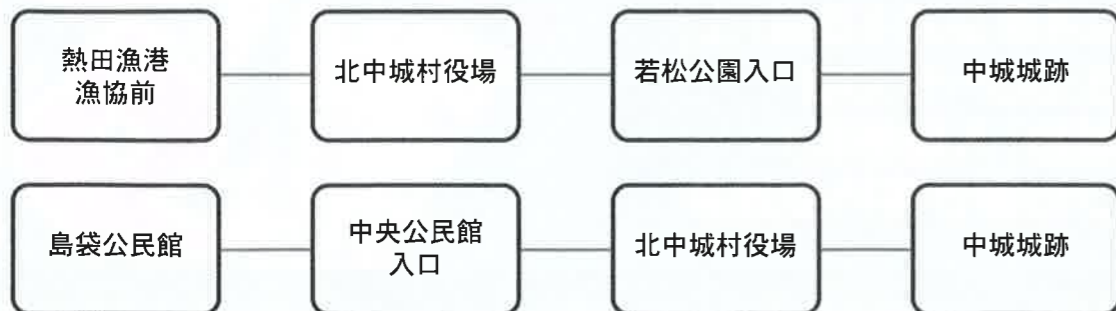 熱田漁港
漁協前
北中城村役場
若松公園入口
中城城跡
島袋公民館
中央公民館
入口
北中城村役場
中城城跡